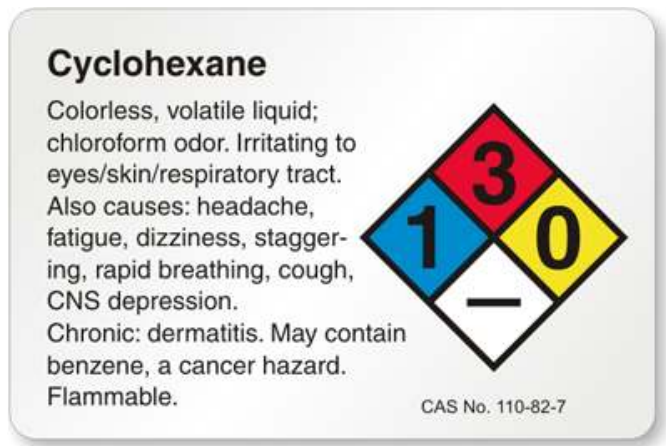 Cyclohexane
Colorless, volatile liquid;
chloroform odor. Irritating to
eyes/skin/respiratory tract.
Also causes: headache,
fatigue, dizziness, stagger-
ing, rapid breathing, cough,
CNS depression.
Chronic: dermatitis. May contain
benzene, a cancer hazard.
Flammable.
3
1 0
—
CAS No. 110-82-7